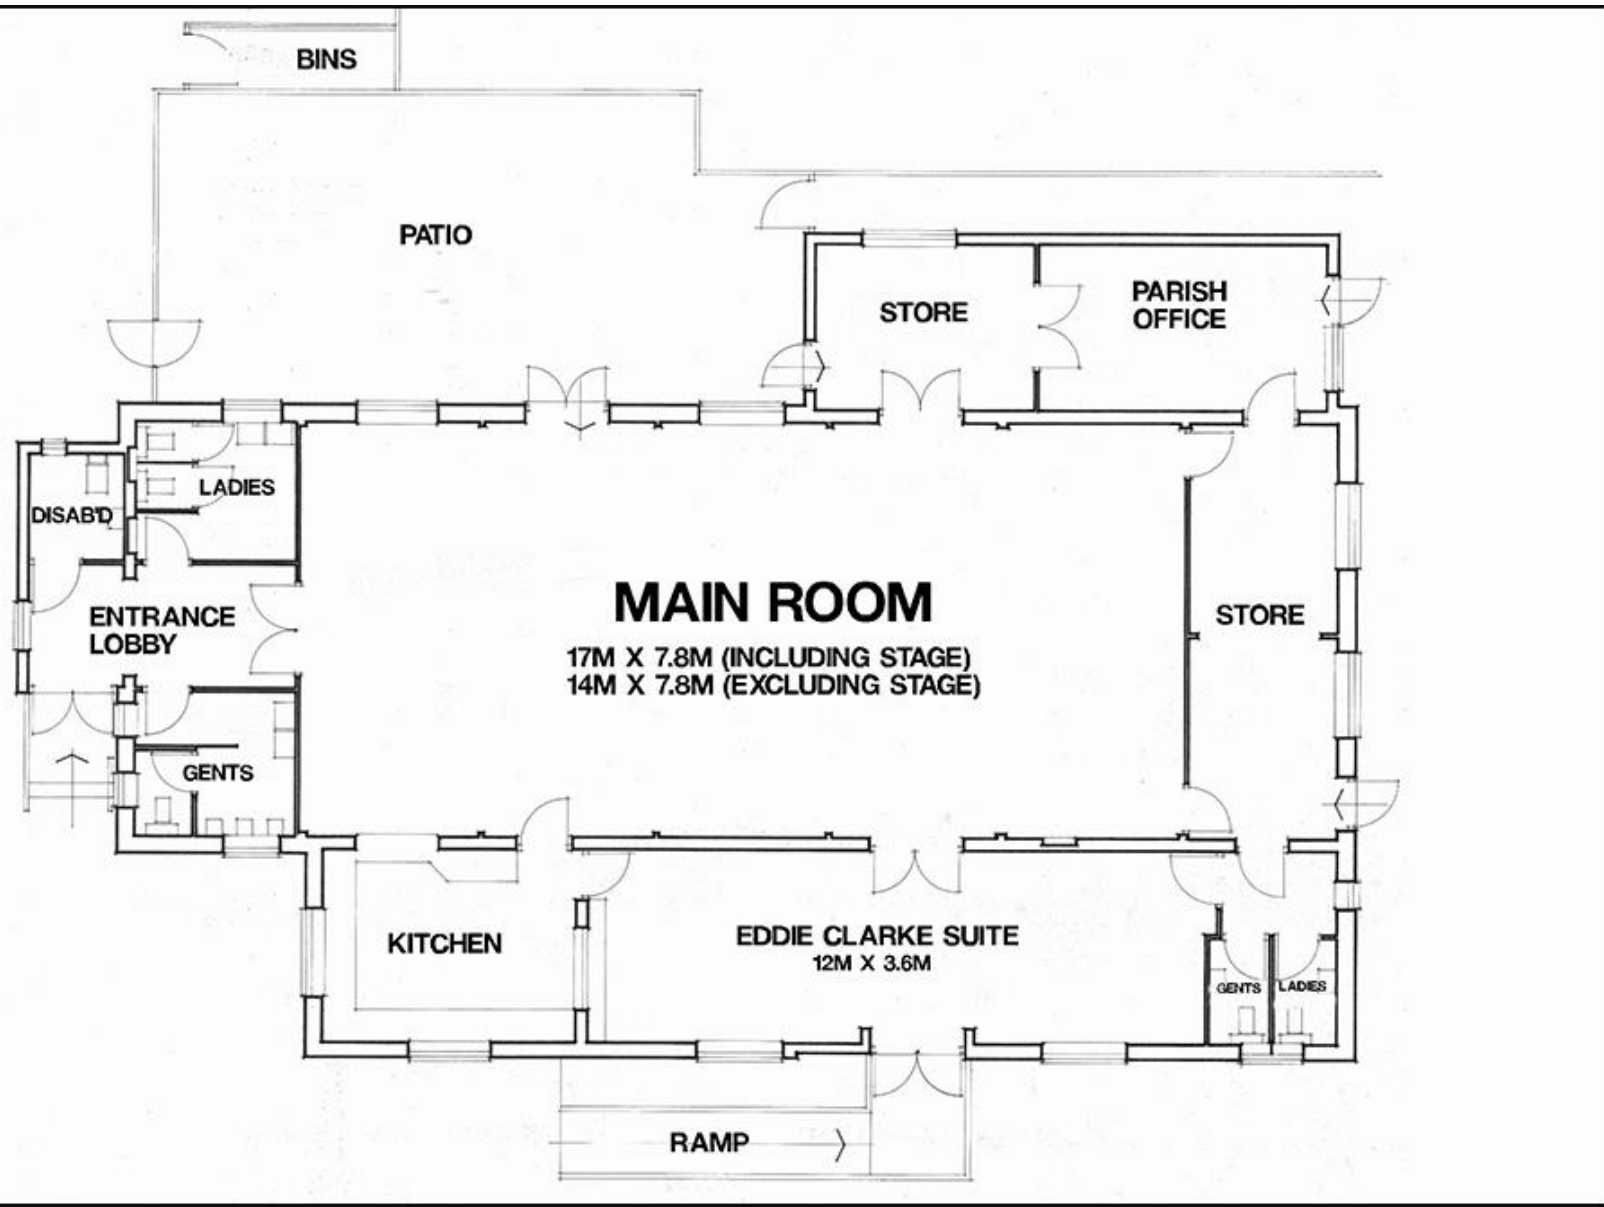 BINS
PATIO
STORE
PARISH
OFFICE
LADIES
DISAB'D
ENTRANCE
LOBBY
MAIN ROOM
17M X 7.8M (INCLUDING STAGE)
14M X 7.8M (EXCLUDING STAGE)
STORE
GENTS
KITCHEN
EDDIE CLARKE SUITE
12M X 3.6M
GENTS
LADIES
RAMP